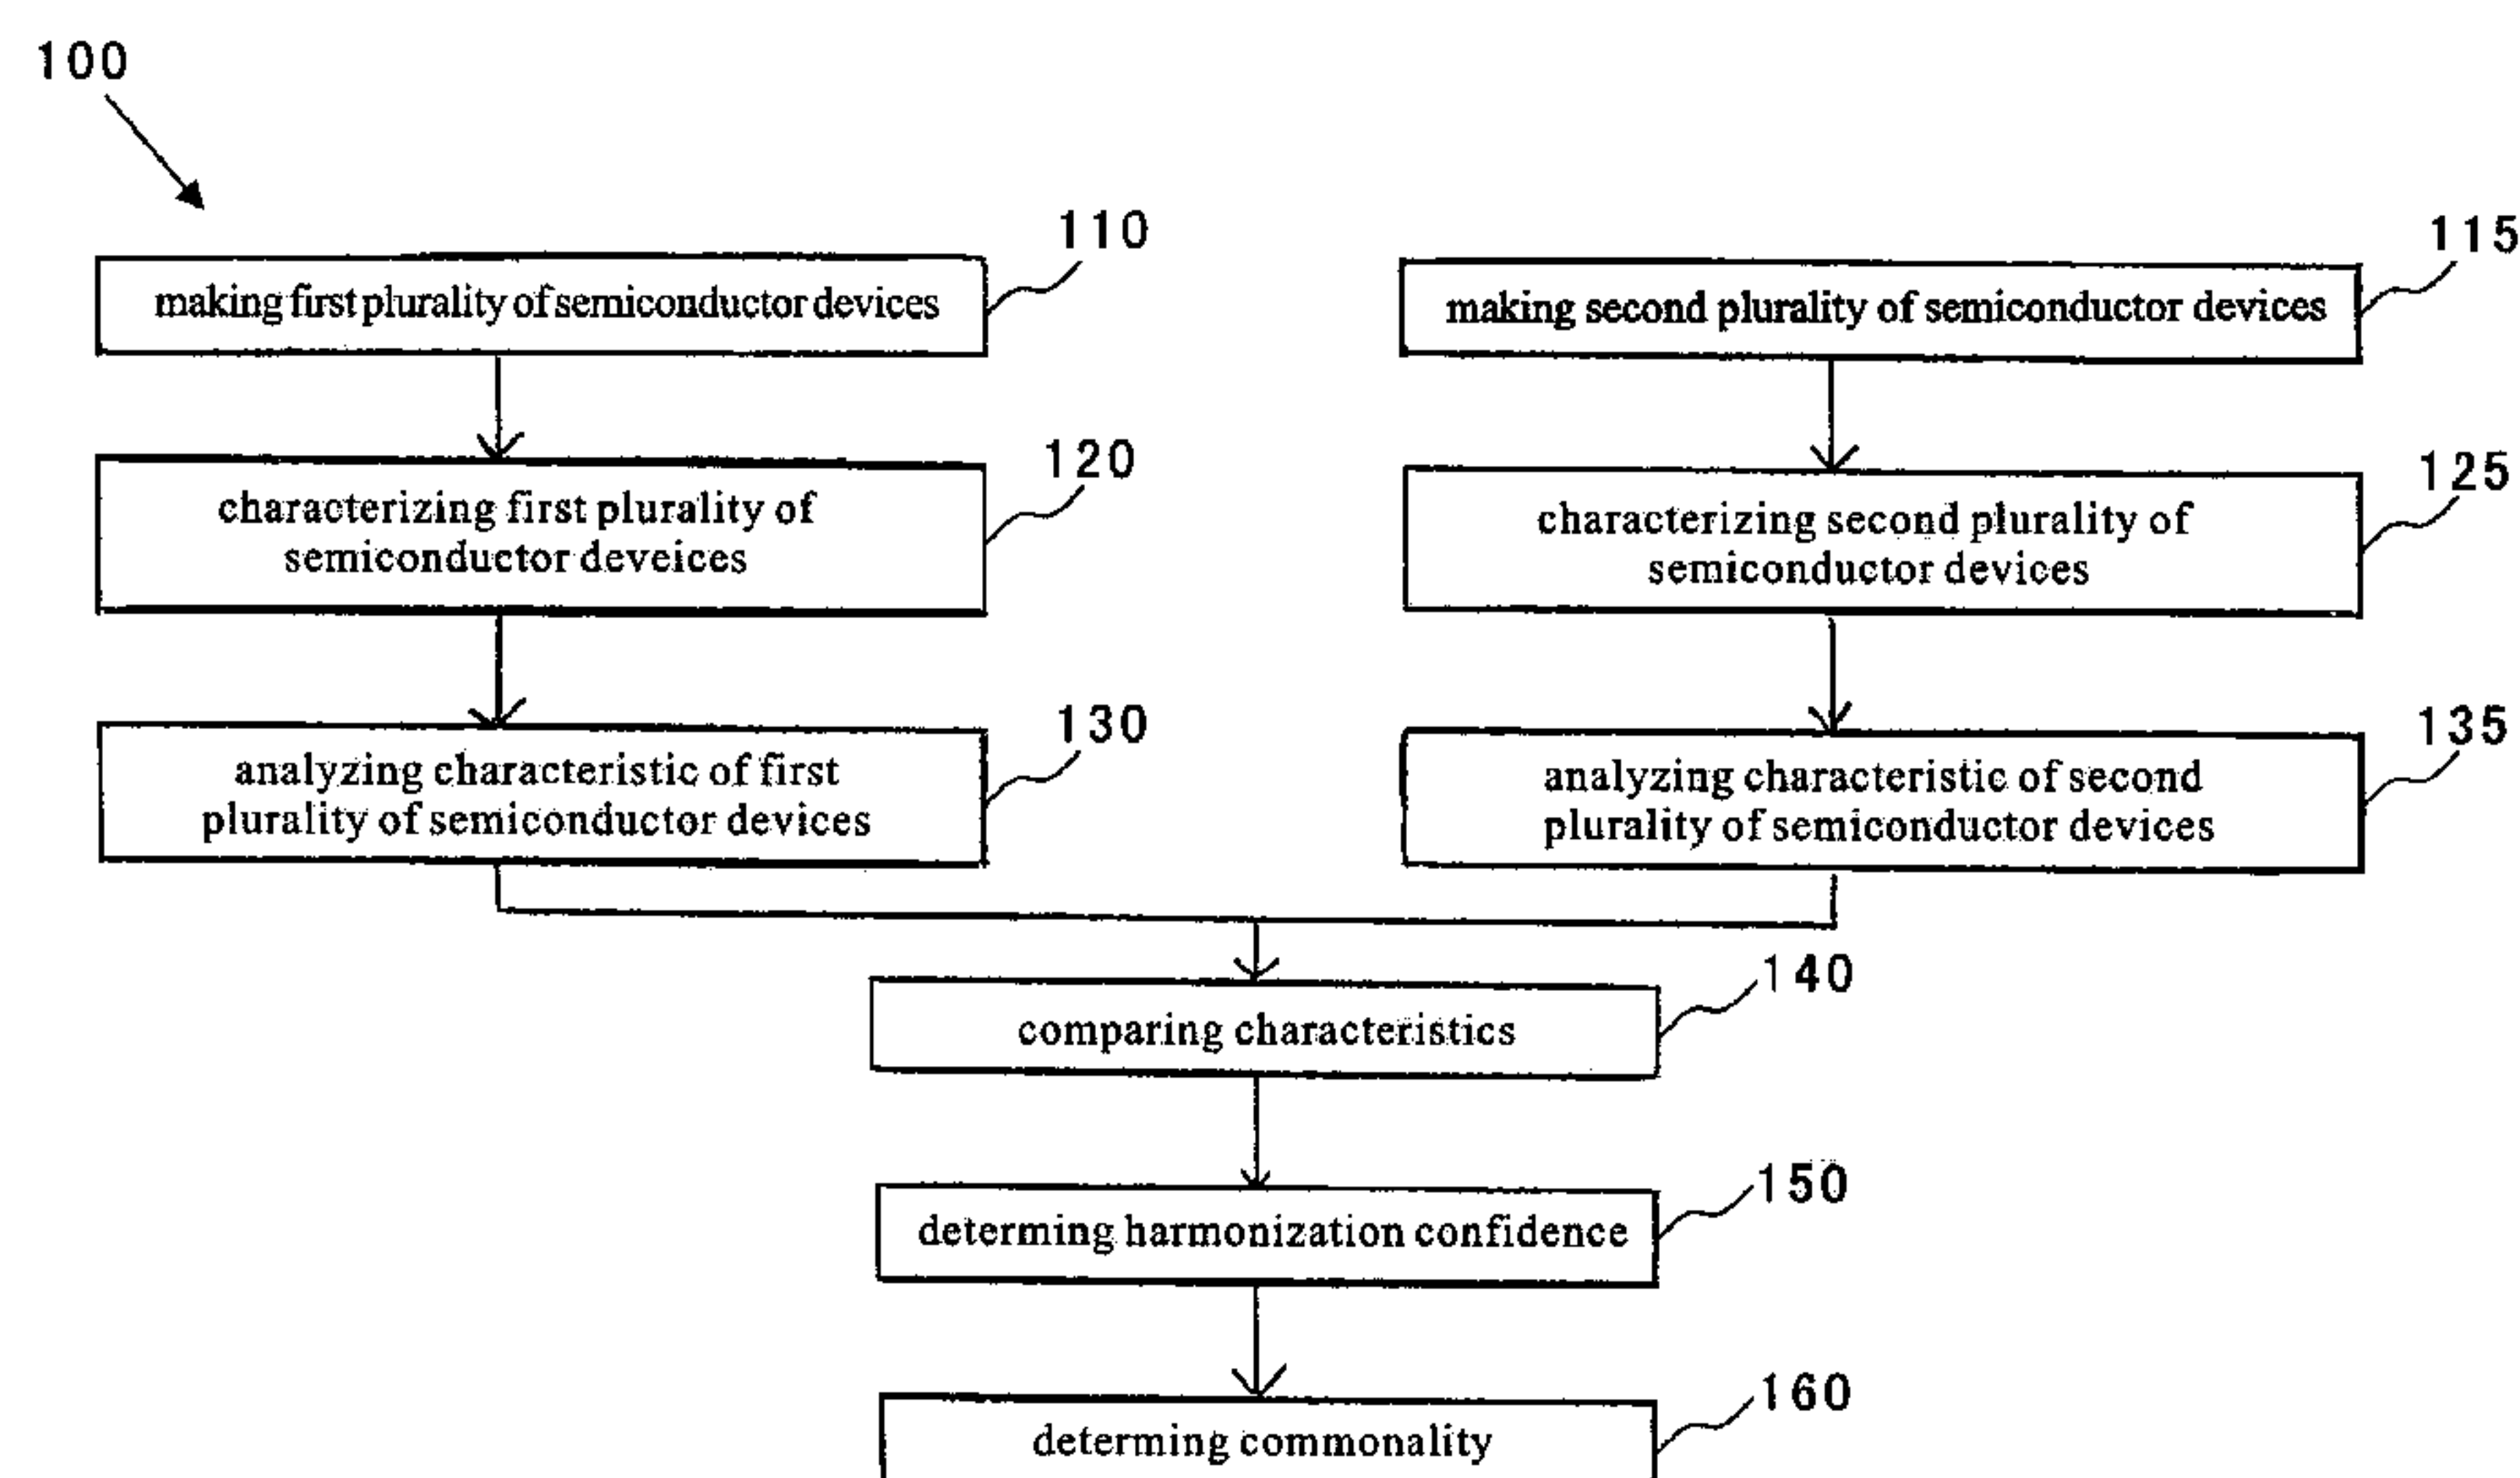 100
110
making first plurality of semiconductor devices
115
making second plurality of semiconductor devices
120
characterizing first plurality of
semiconductor deveices
125
characterizing second plurality of
semiconductor devices
130
analyzing characteristic of first
plurality of semiconductor devices
135
analyzing characteristic of second
plurality of semiconductor devices
140
comparing characteristics
150
determing harmonization confidence
160
determing commonality